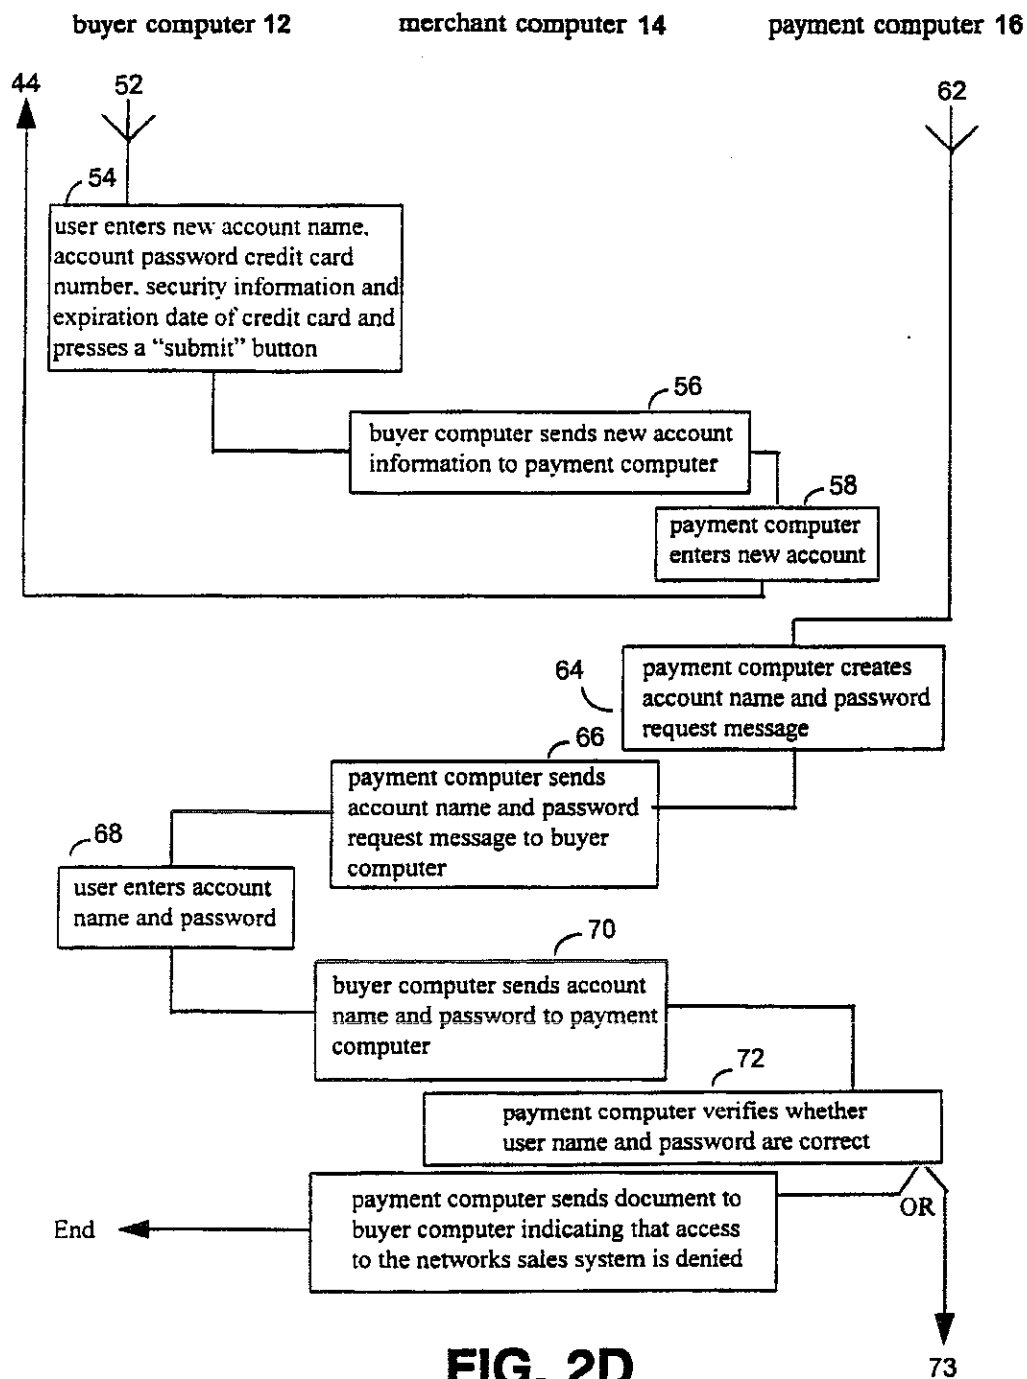 buyer computer 12 merchant computer 14 payment computer 16
44 52 62
54
user enters new account name,
account password credit card
number, security information and
expiration date of credit card and
presses a “submit” button
56
buyer computer sends new account
information to payment computer
58
payment computer
enters new account
64
payment computer creates
account name and password
request message
66
payment computer sends
account name and password
request message to buyer
computer
68
user enters account
name and password
70
buyer computer sends account
name and password to payment
computer
72
payment computer verifies whether
user name and password are correct
payment computer sends document to
buyer computer indicating that access
to the networks sales system is denied
OR
End
73
FIG. 2D